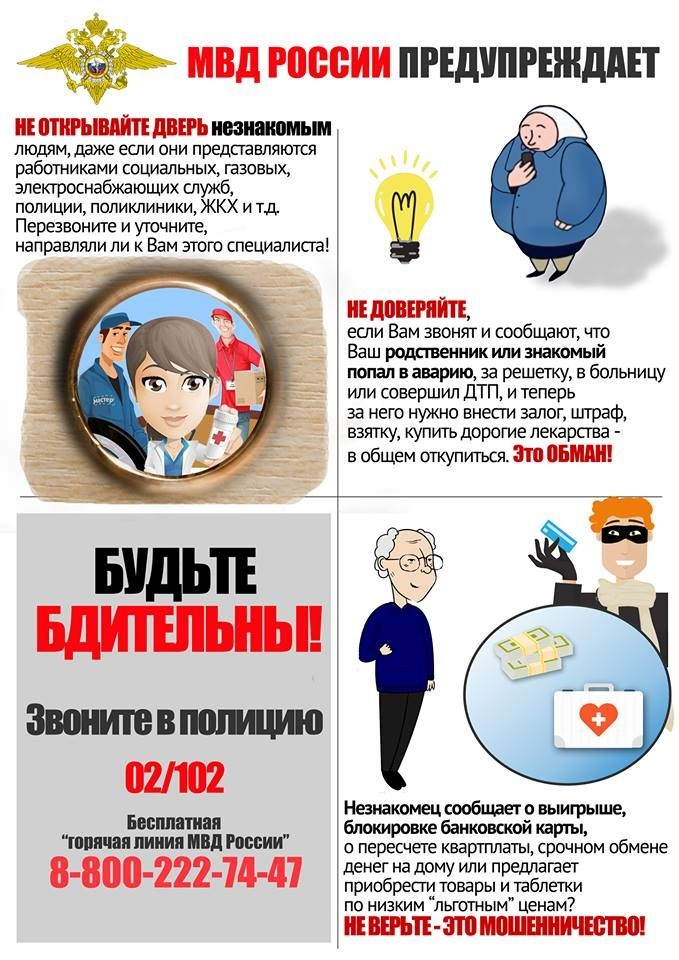 МВД РОССИИ ПРЕДУПРЕЖДАЕТ
НЕ ОТКРЫВАЙТЕ ДВЕРЬ незнакомым
людям, даже если они представляются
работниками социальных, газовых,
электроснабжающих служб,
полиции, поликлиники, ЖКХ и т.д.
Перезвоните и уточните,
направляли ли к Вам этого специалиста!
мастер
НЕ ДОВЕРЯЙТЕ,
если Вам звонят и сообщают, что
Ваш родственник или знакомый
попал в аварию, за решетку, в больницу
или совершил ДТП, и теперь
за него нужно внести залог, штраф,
взятку, купить дорогие лекарства -
в общем откупиться. Это ОБМАН!
БУДЬТЕ
БДИТЕЛЬНЫ!
Звоните в полицию
02/102
Бесплатная
“горячая линия МВД России”
8-800-222-74-47
Незнакомец сообщает о выигрыше,
блокировке банковской карты,
о пересчете квартплаты, срочном обмене
денег на дому или предлагает
приобрести товары и таблетки
по низким “льготным” ценам?
НЕ ВЕРЬТЕ - ЭТО МОШЕННИЧЕСТВО!